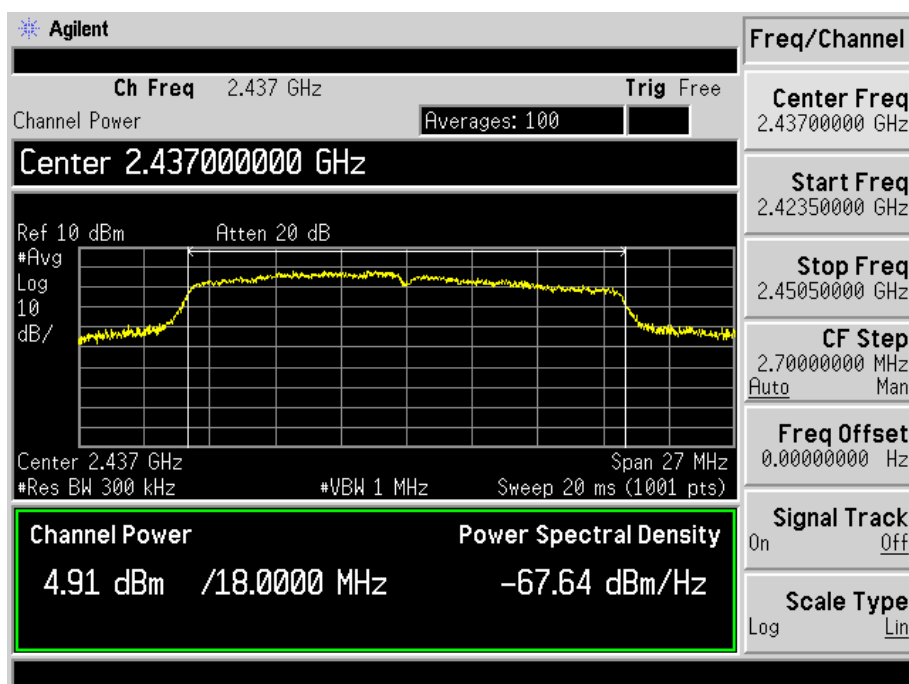 Agilent
Freq/Channel
Ch Freq 2.437 GHz Trig Free
Channel Power Averages: 100
Center 2.437000000 GHz
Ref 10 dBm Atten 20 dB
#Avg
Log
10
dB/
Center 2.437 GHz Span 27 MHz
#Res BW 300 kHz #VBW 1 MHz Sweep 20 ms (1001 pts)
Channel Power Power Spectral Density
4.91 dBm /18.0000 MHz -67.64 dBm/Hz
Center Freq
2.43700000 GHz
Start Freq
2.42350000 GHz
Stop Freq
2.45050000 GHz
CF Step
2.70000000 MHz
Auto Man
Freq Offset
0.00000000 Hz
Signal Track
On Off
Scale Type
Log Lin